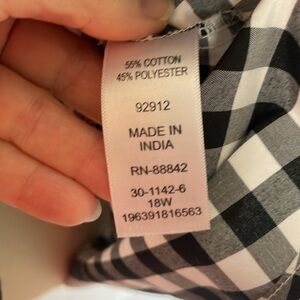 55% COTTON
45% POLYESTER
92912
MADE IN
INDIA
RN-88842
30-1142-6
18W
196391816563